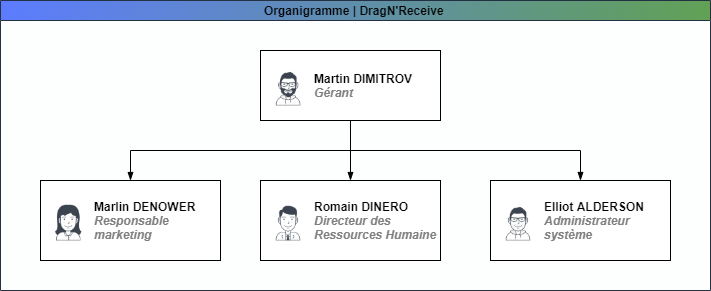 Organigramme | DragN'Receive
Martin DIMITROV
Gérant
Marlin DENOWER
Responsable
marketing
Romain DINERO
Directeur des
Ressources Humaine
Elliot ALDERSON
Administrateur
système